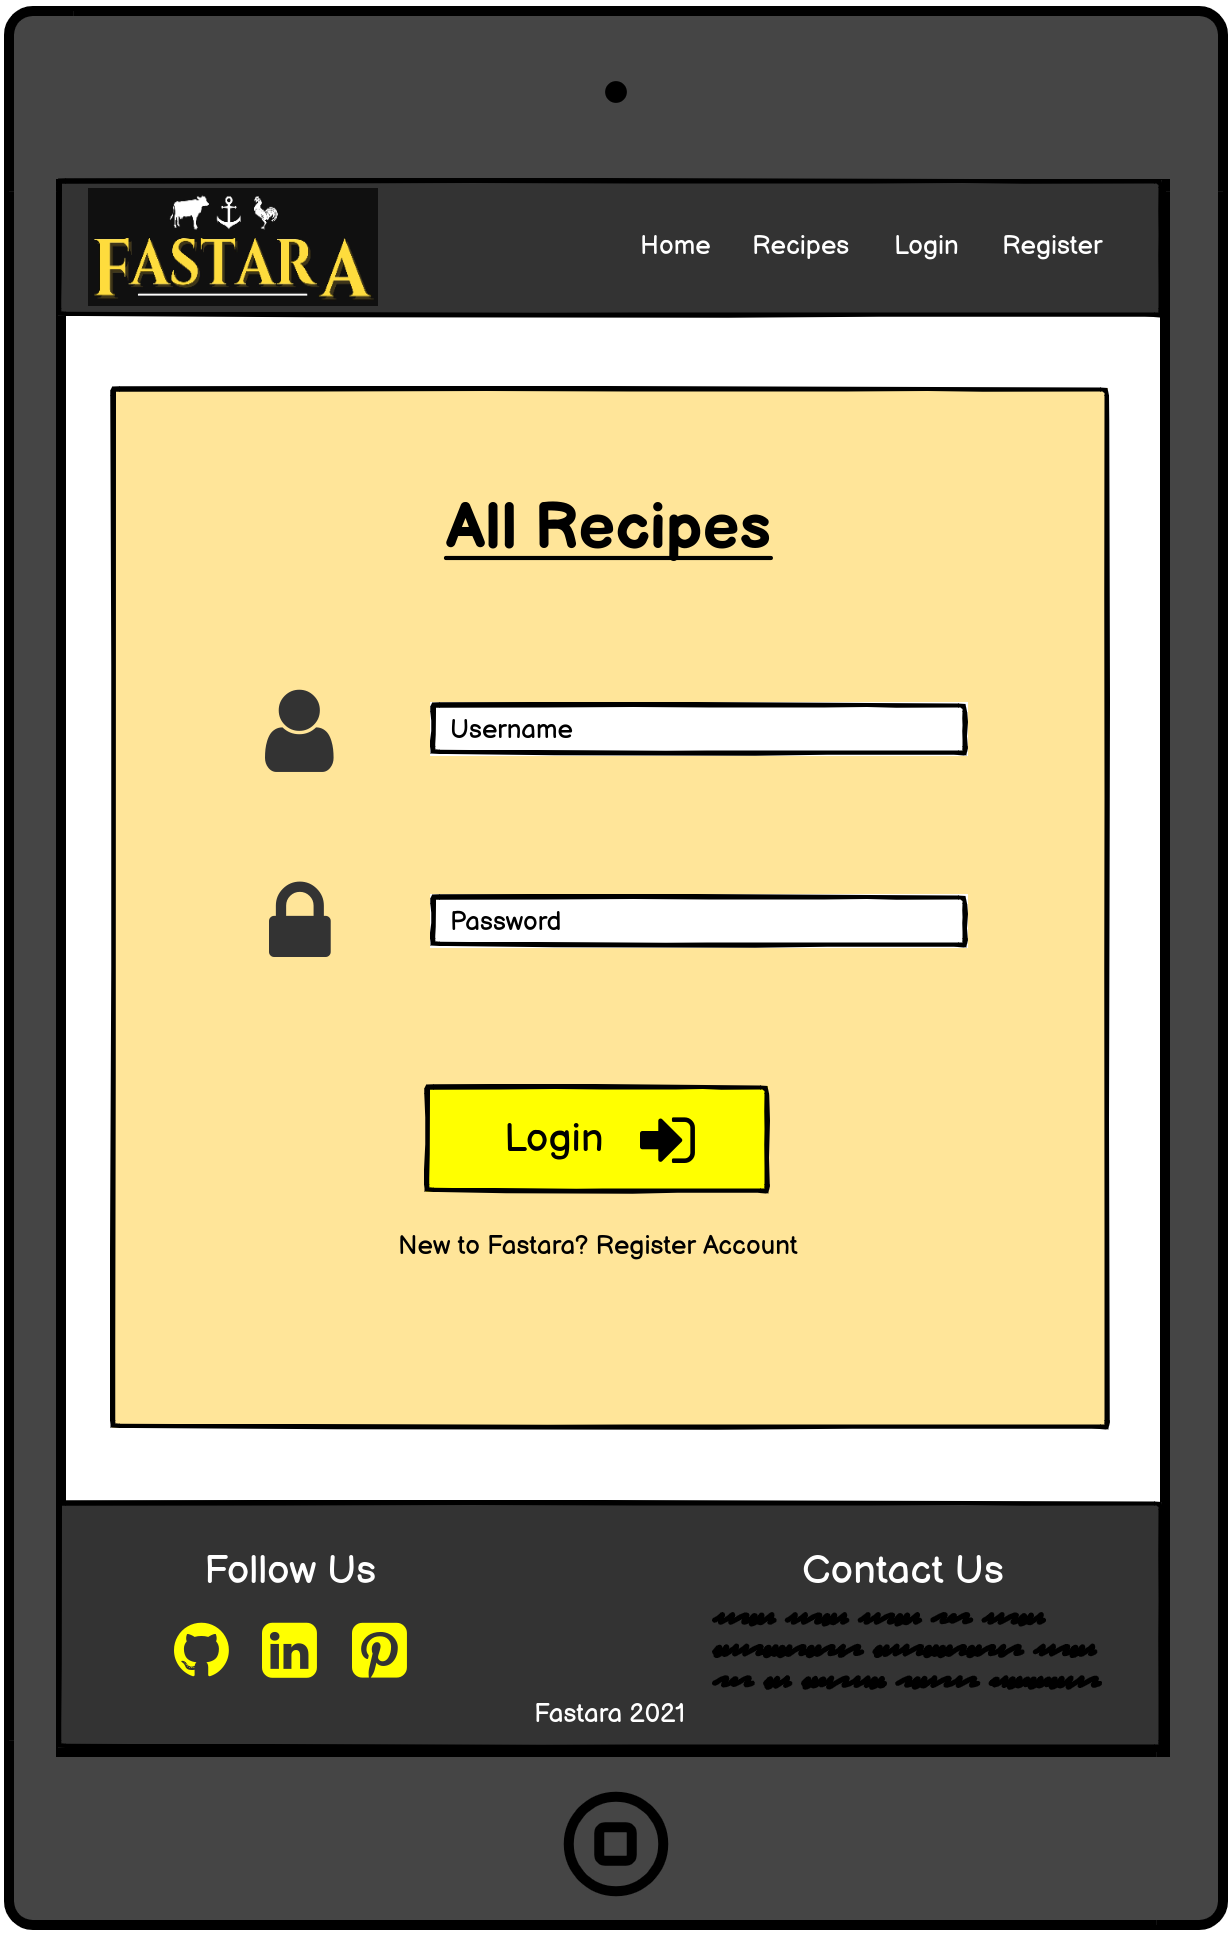 FASTARA
Home Recipes Login Register
All Recipes
Username
Password
Login
New to Fastara? Register Account
Follow Us
Contact Us
in
Fastara 2021